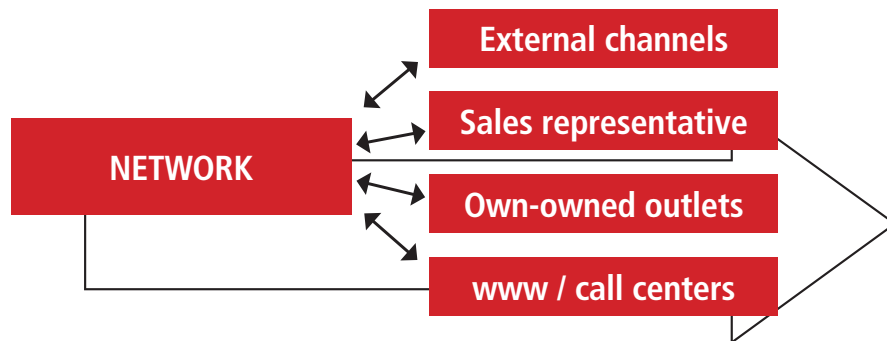 External channels
Sales representative
NETWORK
Own-owned outlets
www / call centers